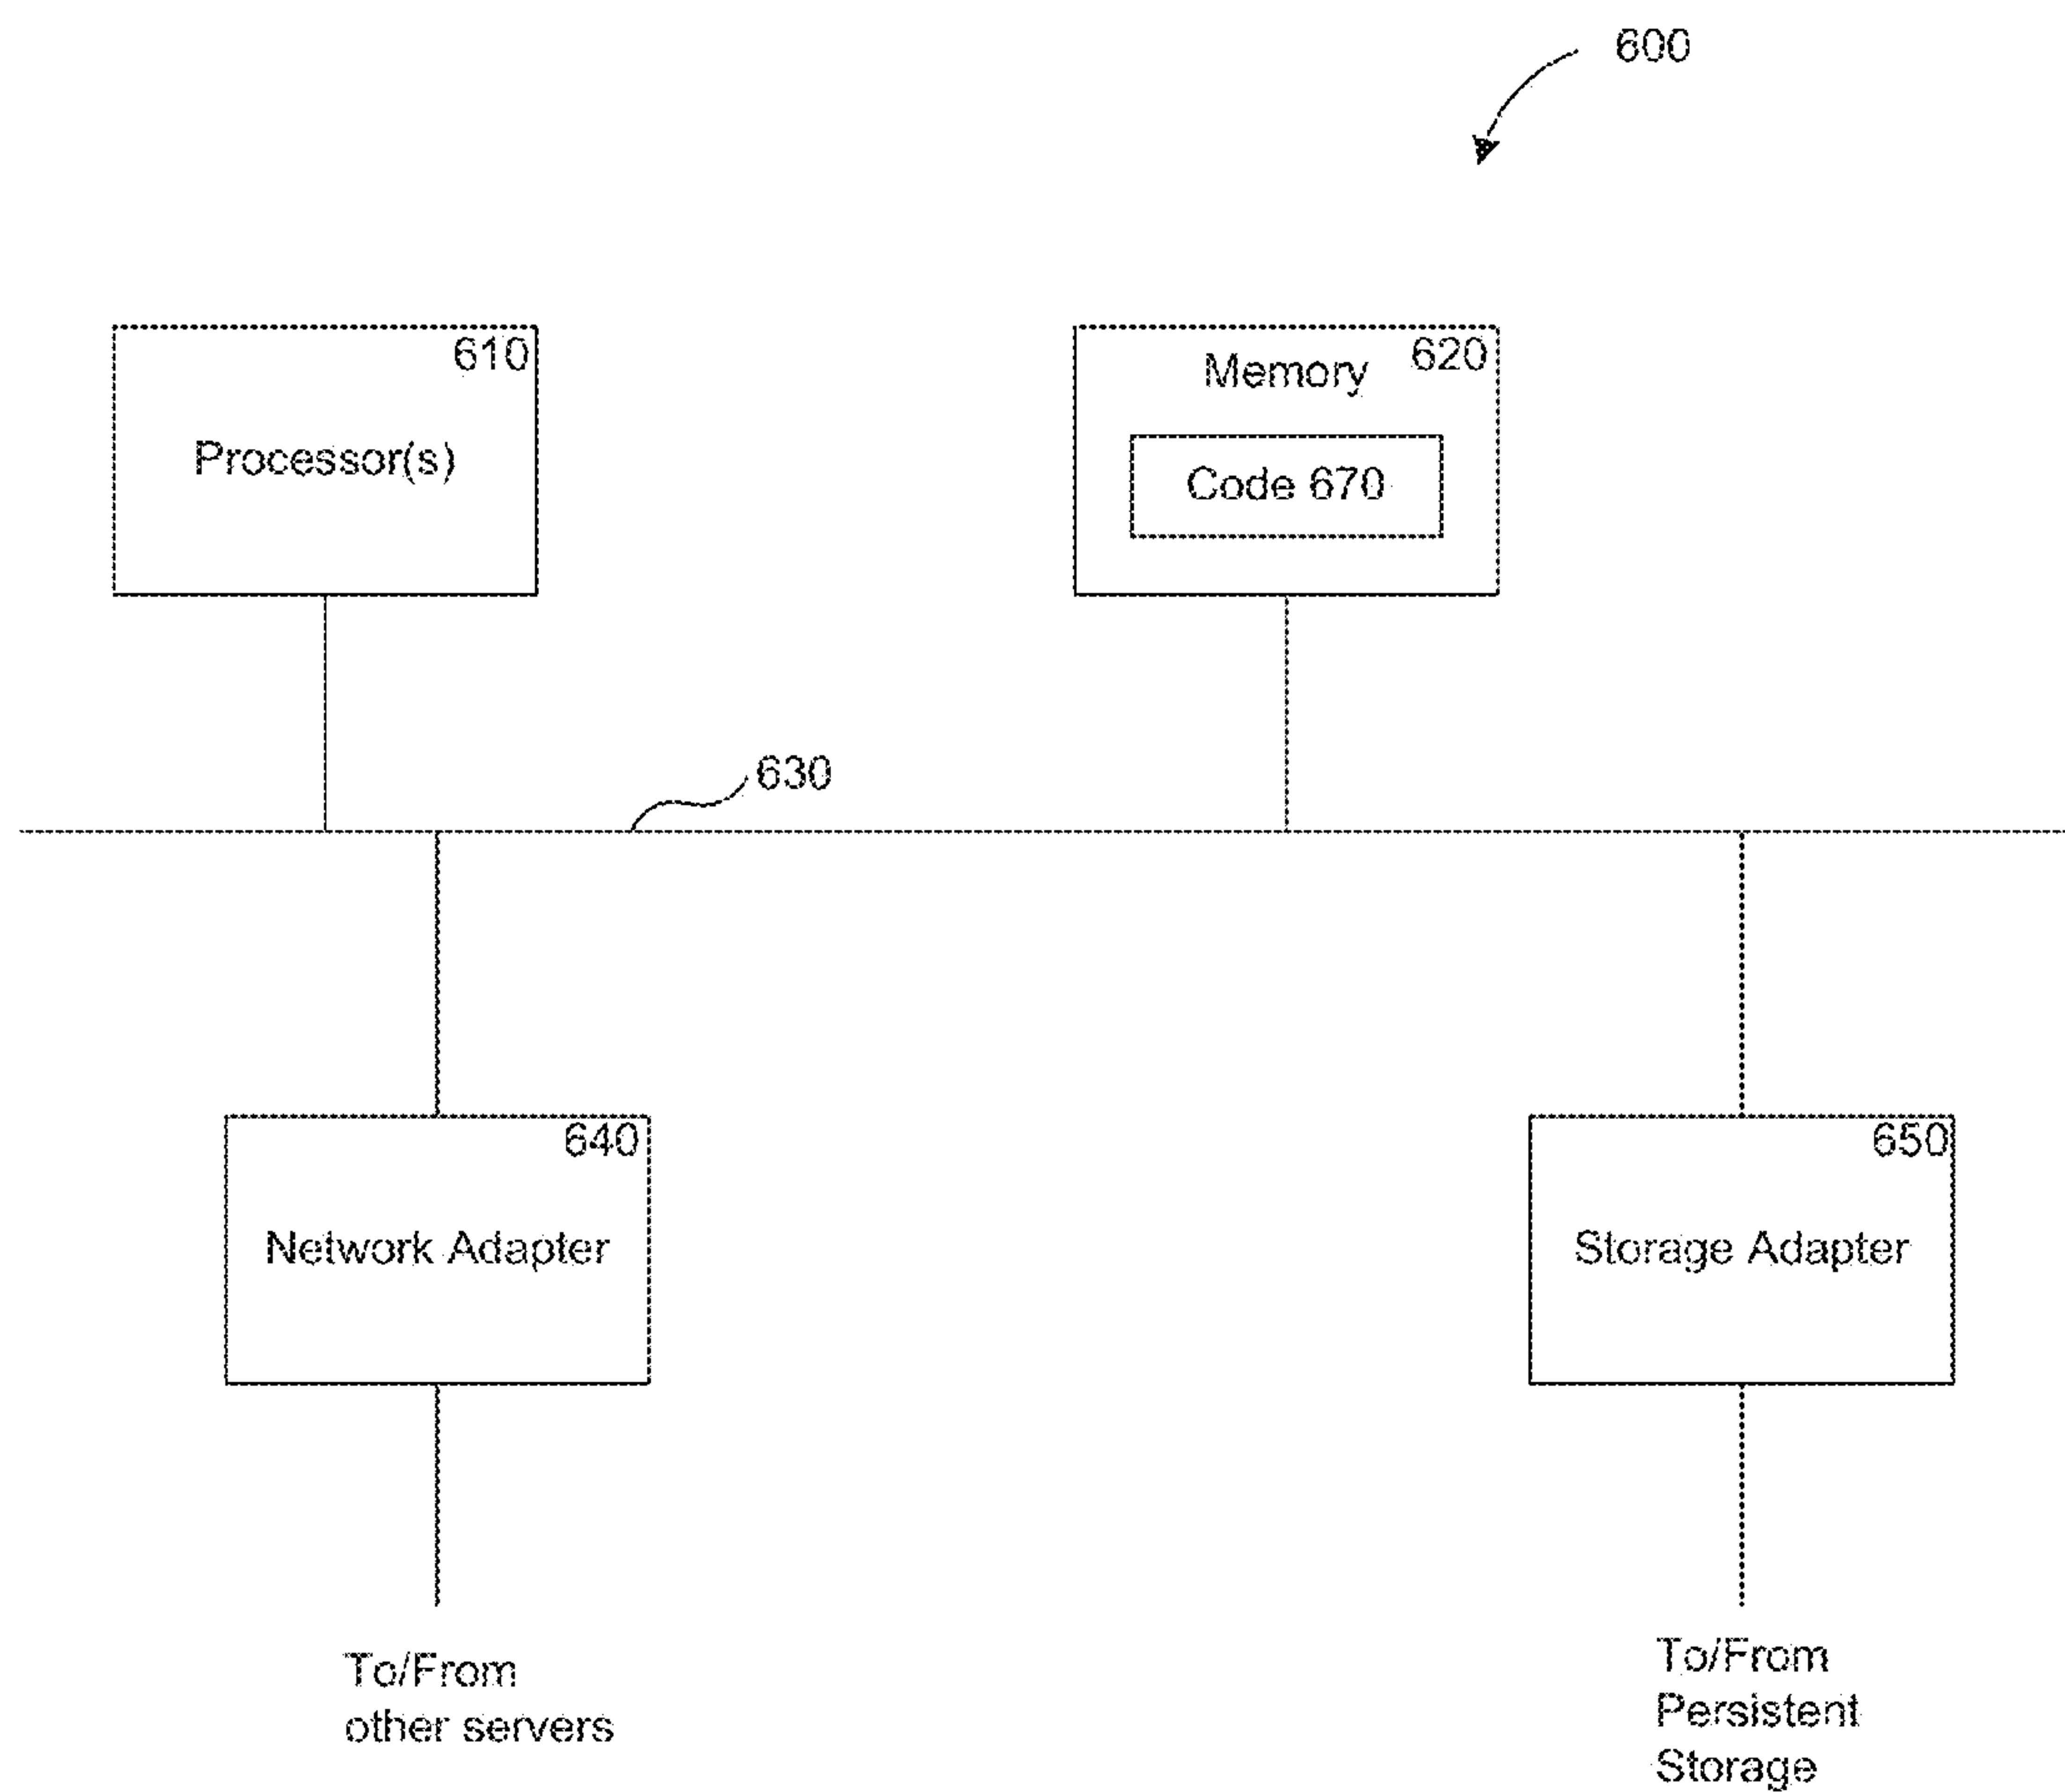 600
610
Processor(s)
620
Memory
Code 670
630
640
Network Adapter
650
Storage Adapter
To/From
other servers
To/From
Persistent
Storage